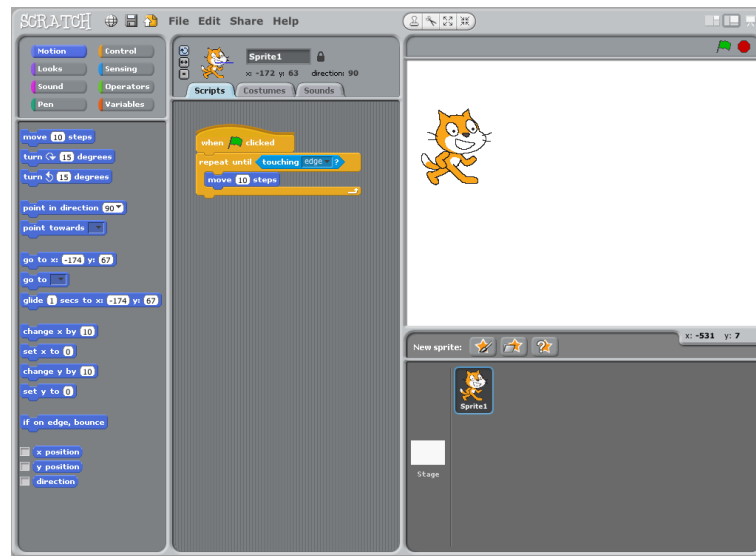 SCRATCH File Edit Share Help
Motion Control
Looks Sensing
Sound Operators
Pen Variables
move 10 steps
turn 15 degrees
turn 15 degrees
point in direction 90
point towards
go to x: -174 y: 67
go to
glide 1 secs to x: -174 y: 67
change x by 10
set x to 0
change y by 10
set y to 0
if on edge, bounce
x position
y position
direction
Sprite1
x: -172 y: 63 direction: 90
Scripts Costumes Sounds
when clicked
repeat until touching edge ?
move 10 steps
x: -531 y: 7
New sprite:
Sprite1
Stage